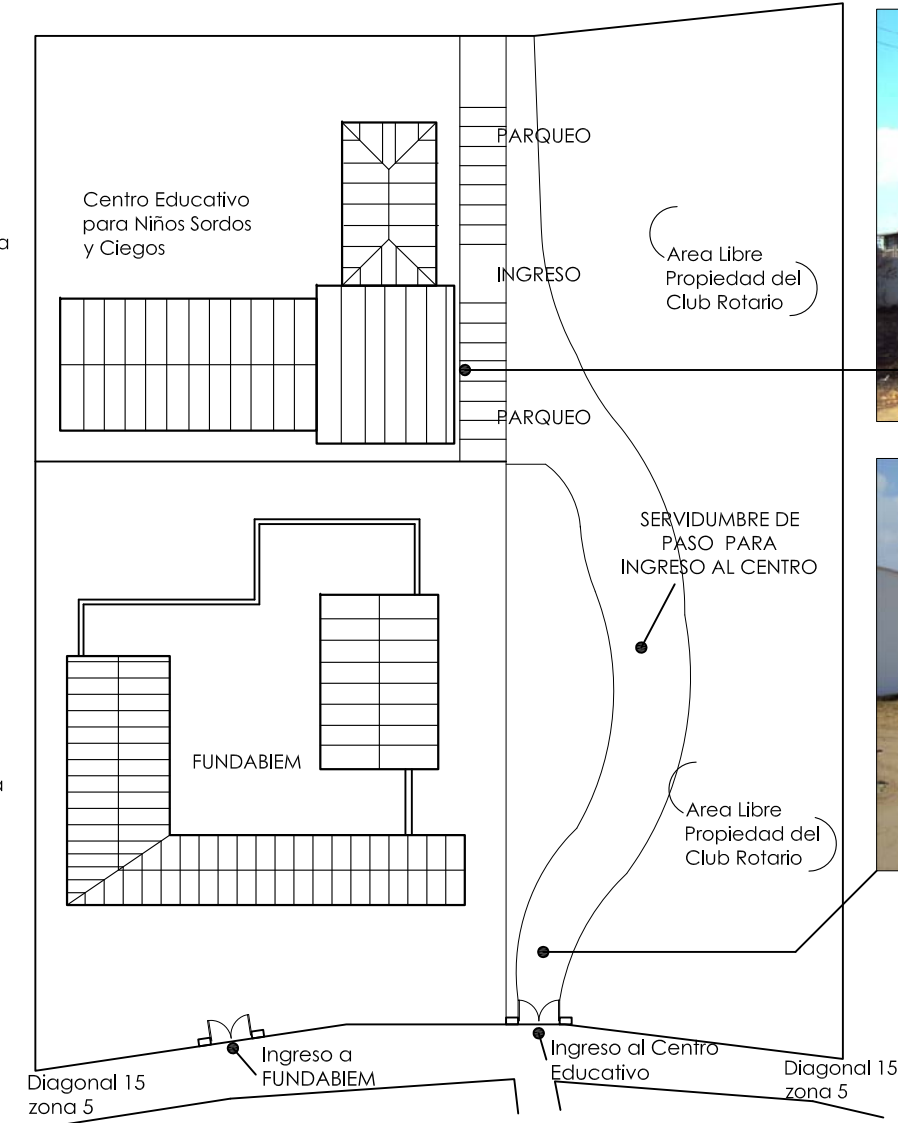 PARQUEO
Centro Educativo
para Niños Sordos
y Ciegos
a
Area Libre
Propiedad del
Club Rotario
INGRESO
PARQUEO
SERVIDUMBRE DE
PASO PARA
INGRESO AL CENTRO
FUNDABIEM
a
Area Libre
Propiedad del
Club Rotario
Ingreso a
FUNDABIEM
Ingreso al Centro
Educativo
Diagonal 15
zona 5
Diagonal 15
zona 5